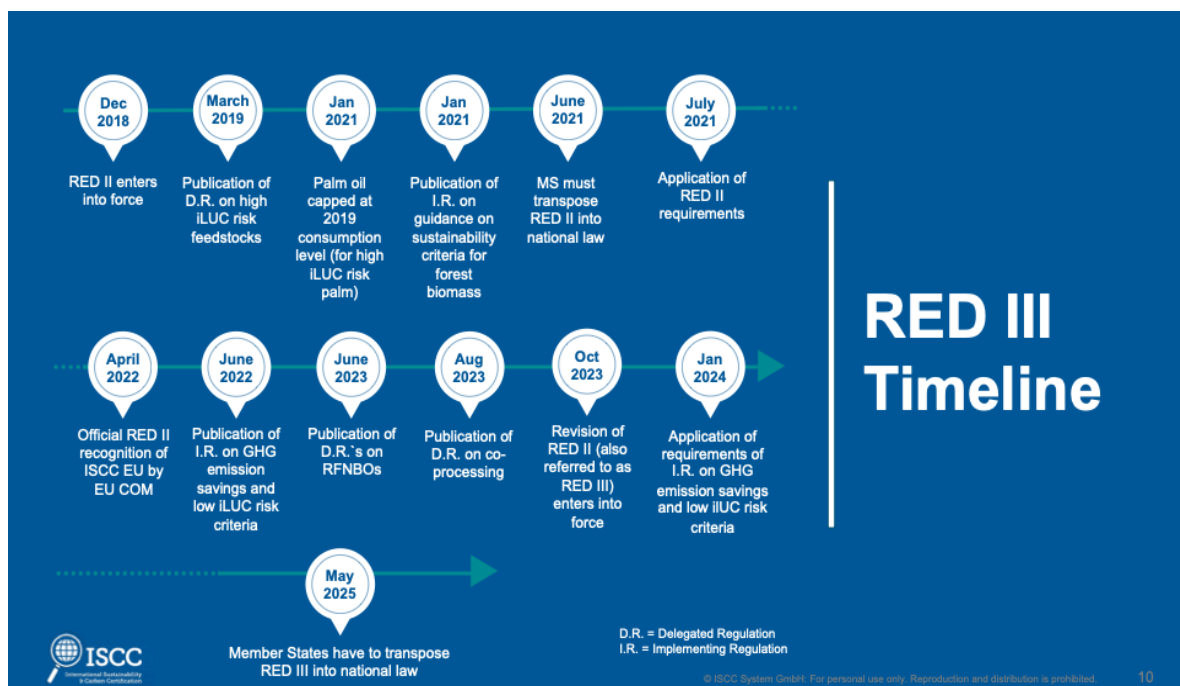 Dec
2018
RED II enters
into force
March
2019
Publication of
D.R. on high
iLUC risk
feedstocks
Jan
2021
Palm oil
capped at
2019
consumption
level (for high
iLUC risk
palm)
Jan
2021
Publication of
I.R. on
guidance on
sustainability
criteria for
forest
biomass
June
2021
MS must
transpose
RED II into
national law
July
2021
Application of
RED II
requirements
RED III
Timeline
April
2022
Official RED II
recognition of
ISCC EU by
EU COM
June
2022
Publication of
I.R. on GHG
emission
savings and
low iLUC risk
criteria
June
2023
Publication of
D.R.`s on
RFNBOs
Aug
2023
Publication of
D.R. on co-
processing
Oct
2023
Revision of
RED II (also
referred to as
RED III)
enters into
force
Jan
2024
Application of
requirements of
I.R. on GHG
emission savings
and low ilUC risk
criteria
May
2025
Member States have to transpose
RED III into national law
D.R. = Delegated Regulation
I.R. = Implementing Regulation
ISCC
International Sustainability
& Carbon Certification
© ISCC System GmbH: For personal use only. Reproduction and distribution is prohibited.
10